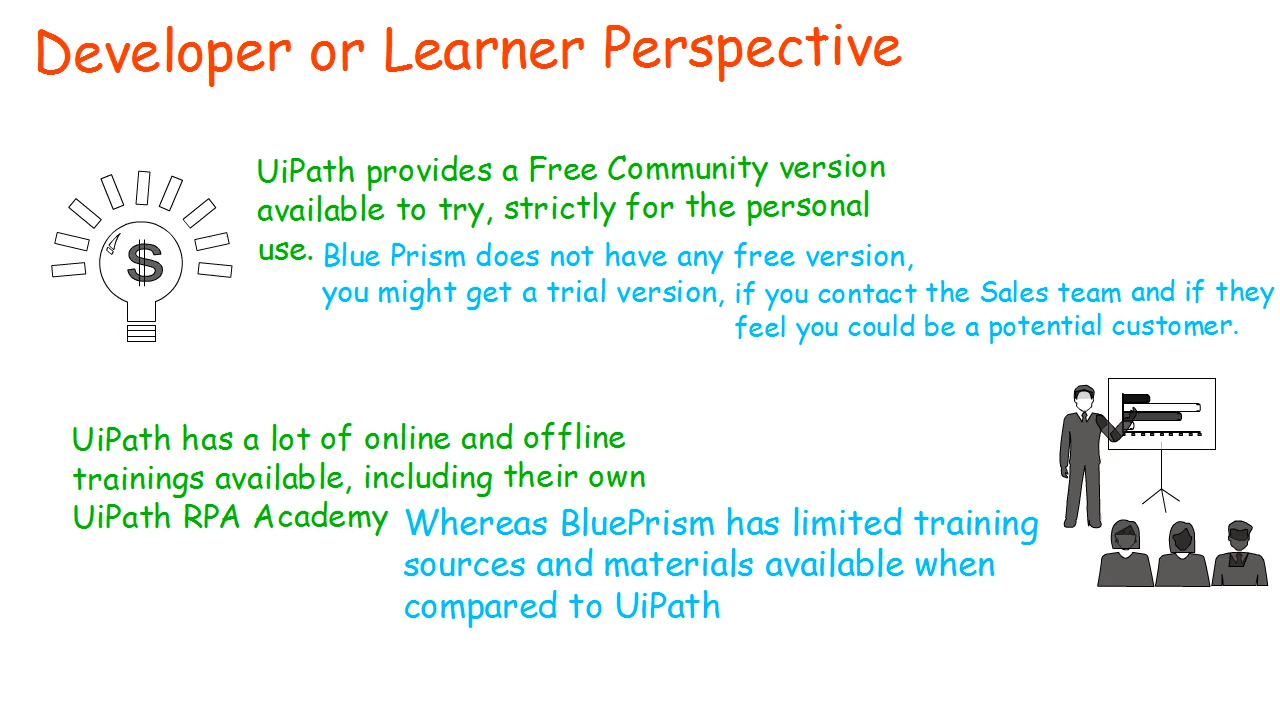 Developer or Learner Perspective
UiPath provides a Free Community version
available to try, strictly for the personal
use.
Blue Prism does not have any free version,
you might get a trial version,
if you contact the Sales team and if they
feel you could be a potential customer.
$
UiPath has a lot of online and offline
trainings available, including their own
UiPath RPA Academy
Whereas BluePrism has limited training
sources and materials available when
compared to UiPath